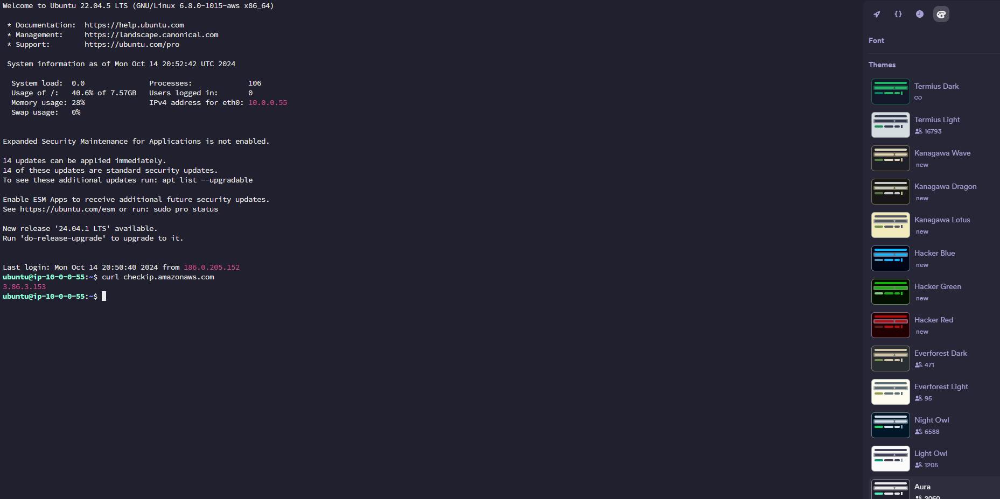 Welcome to Ubuntu 22.04.5 LTS (GNU/Linux 6.8.0-1015-aws x86_64)
* Documentation:  https://help.ubuntu.com
* Management:     https://landscape.canonical.com
* Support:        https://ubuntu.com/pro
System information as of Mon Oct 14 20:52:42 UTC 2024
System load:  0.0               Processes:             106
Usage of /:   40.6% of 7.57GB   Users logged in:       0
Memory usage: 28%               IPv4 address for eth0: 10.0.0.55
Swap usage:   0%
Expanded Security Maintenance for Applications is not enabled.
14 updates can be applied immediately.
14 of these updates are standard security updates.
To see these additional updates run: apt list --upgradable
Enable ESM Apps to receive additional future security updates.
See https://ubuntu.com/esm or run: sudo pro status
New release '24.04.1 LTS' available.
Run 'do-release-upgrade' to upgrade to it.
Last login: Mon Oct 14 20:50:40 2024 from 186.0.205.152
ubuntu@ip-10-0-0-55:~$ curl checkip.amazonaws.com
3.86.3.153
ubuntu@ip-10-0-0-55:~$
Font
Themes
Termius Dark
∞
Termius Light
16793
Kanagawa Wave
new
Kanagawa Dragon
new
Kanagawa Lotus
new
Hacker Blue
new
Hacker Green
new
Hacker Red
new
Everforest Dark
471
Everforest Light
95
Night Owl
6588
Light Owl
1205
Aura
2060